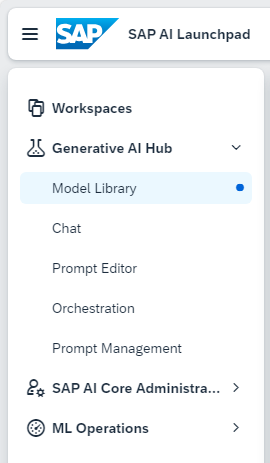 SAP SAP AI Launchpad
Workspaces
Generative AI Hub
Model Library
Chat
Prompt Editor
Orchestration
Prompt Management
SAP AI Core Administra...
ML Operations